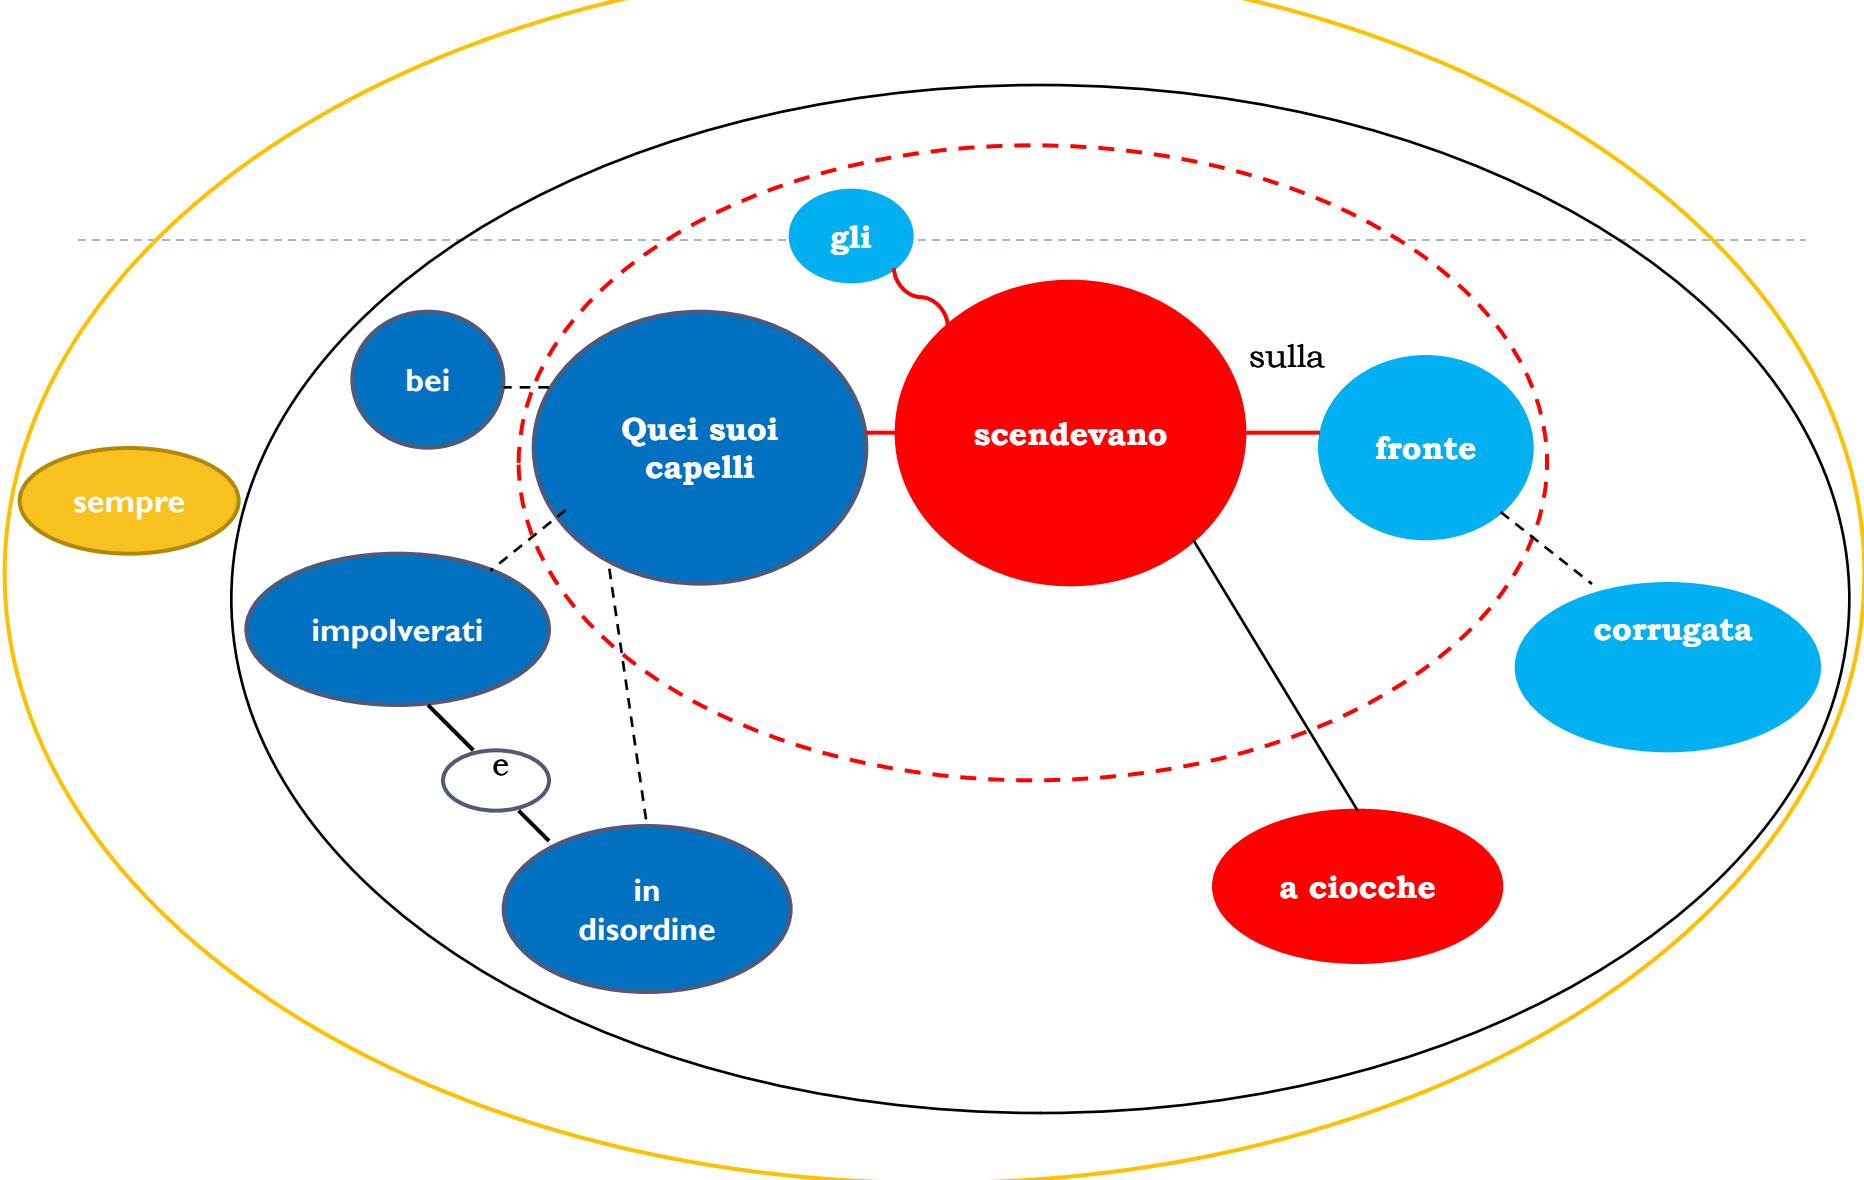 gli
sulla
bei
Quei suoi
capelli
scendevano
fronte
sempre
impolverati
corrugata
e
in
disordine
a ciocche